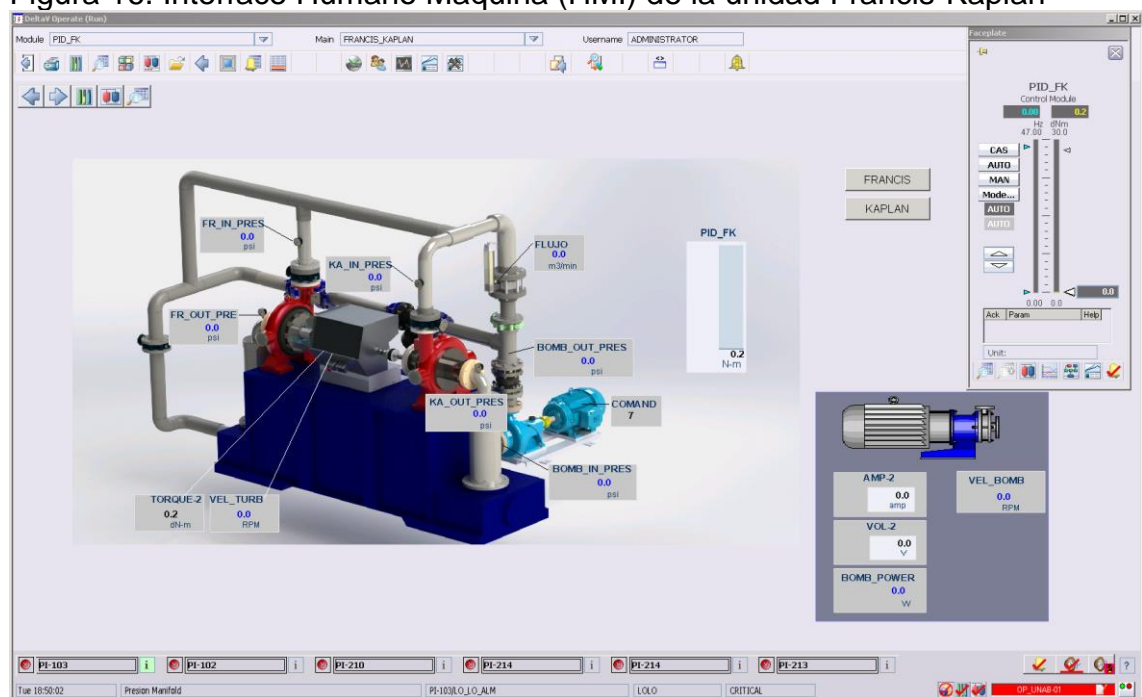 Figura 16. Interfaco Humano Maquina (HMI) de la unidad Francis-Kaplan
DeltaV Operate (Run)
Module PID_FK Main FRANCIS_KAPLAN Username ADMINISTRATOR
Faceplate
PID_FK
Control Module
0.00 0.2
Hz dNm
47.00 30.0
CAS
AUTO
MAN
Mode...
AUTO
AUTO
0.0
0.00 0.0
Ack Param Help
Unit:
FRANCIS
KAPLAN
FR_IN_PRES
0.0
psi
KA_IN_PRES
0.0
psi
FLUJO
0.0
m3/min
PID_FK
0.2
N-m
FR_OUT_PRE
0.0
psi
BOMB_OUT_PRES
0.0
psi
KA_OUT_PRES
0.0
psi
COMAND
7
BOMB_IN_PRES
0.0
psi
TORQUE-2
0.2
dN-m
VEL_TURB
0.0
RPM
AMP-2
0.0
amp
VEL_BOMB
0.0
RPM
VOL-2
0.0
V
BOMB_POWER
0.0
W
PI-103 i PI-102 i PI-210 i PI-214 i PI-214 i PI-213 i
?
Tue 18:50:02 Presion Manifold PI-103/LO_LO_ALM LOLO CRITICAL OP_UNAB-01